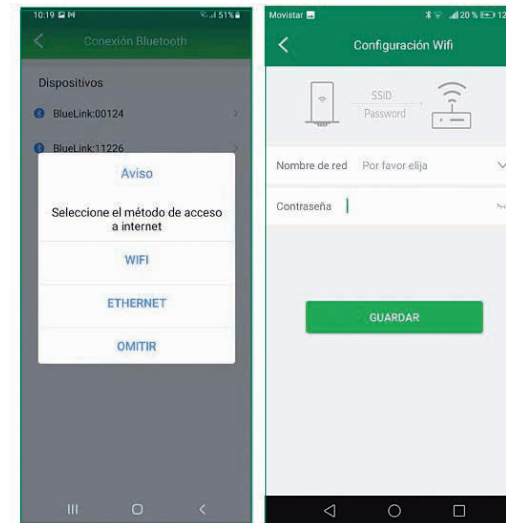 10:19 51%
Conexión Bluetooth
Dispositivos
BlueLink:00124
BlueLink:11226
Aviso
Seleccione el método de acceso
a internet
WIFI
ETHERNET
OMITIR
Movistar 20 % 12
Configuración Wifi
SSID
Password
Nombre de red Por favor elija
Contraseña
GUARDAR